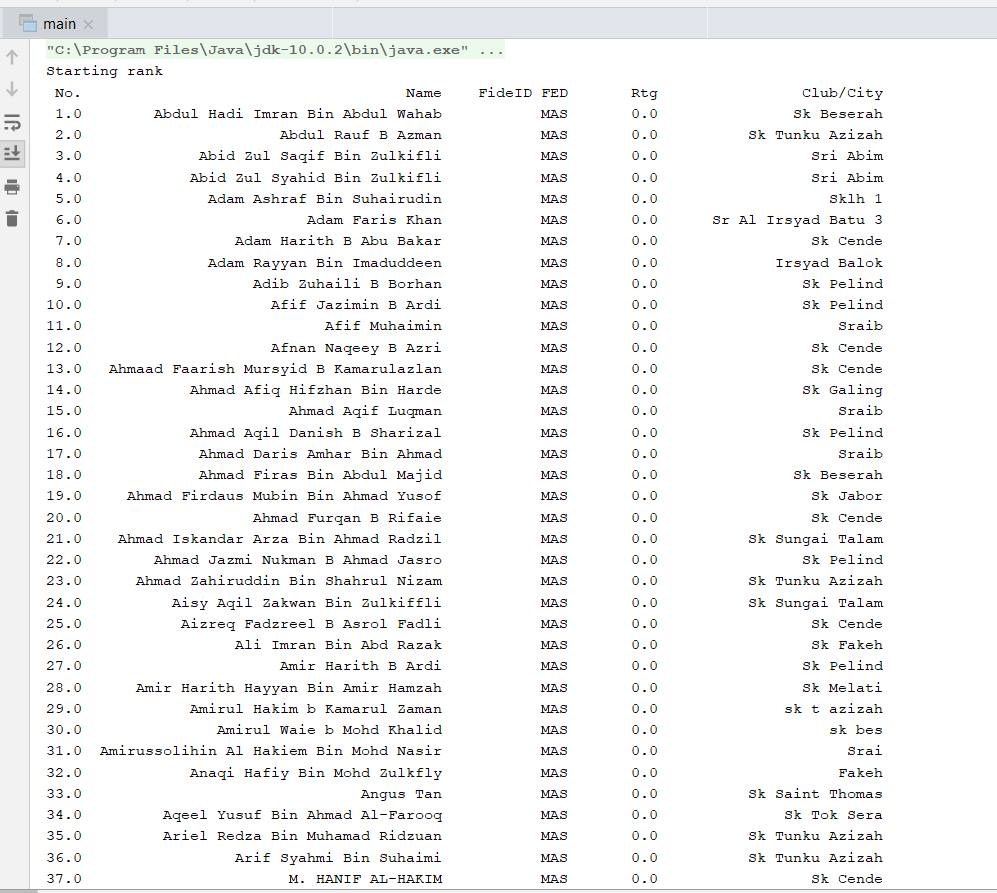 main
"C:\Program Files\Java\jdk-10.0.2\bin\java.exe" ...
Starting rank
No. Name FideID FED Rtg Club/City
1.0 Abdul Hadi Imran Bin Abdul Wahab MAS 0.0 Sk Beserah
2.0 Abdul Rauf B Azman MAS 0.0 Sk Tunku Azizah
3.0 Abid Zul Saqif Bin Zulkifli MAS 0.0 Sri Abim
4.0 Abid Zul Syahid Bin Zulkifli MAS 0.0 Sri Abim
5.0 Adam Ashraf Bin Suhairudin MAS 0.0 Sklh 1
6.0 Adam Faris Khan MAS 0.0 Sr Al Irsyad Batu 3
7.0 Adam Harith B Abu Bakar MAS 0.0 Sk Cende
8.0 Adam Rayyan Bin Imaduddeen MAS 0.0 Irsyad Balok
9.0 Adib Zuhaili B Borhan MAS 0.0 Sk Pelind
10.0 Afif Jazimin B Ardi MAS 0.0 Sk Pelind
11.0 Afif Muhaimin MAS 0.0 Sraib
12.0 Afnan Naqeey B Azri MAS 0.0 Sk Cende
13.0 Ahmaad Faarish Mursyid B Kamarulazlan MAS 0.0 Sk Cende
14.0 Ahmad Afiq Hifzhan Bin Harde MAS 0.0 Sk Galing
15.0 Ahmad Aqif Luqman MAS 0.0 Sraib
16.0 Ahmad Aqil Danish B Sharizal MAS 0.0 Sk Pelind
17.0 Ahmad Daris Amhar Bin Ahmad MAS 0.0 Sraib
18.0 Ahmad Firas Bin Abdul Majid MAS 0.0 Sk Beserah
19.0 Ahmad Firdaus Mubin Bin Ahmad Yusof MAS 0.0 Sk Jabor
20.0 Ahmad Furqan B Rifaie MAS 0.0 Sk Cende
21.0 Ahmad Iskandar Arza Bin Ahmad Radzil MAS 0.0 Sk Sungai Talam
22.0 Ahmad Jazmi Nukman B Ahmad Jasro MAS 0.0 Sk Pelind
23.0 Ahmad Zahiruddin Bin Shahrul Nizam MAS 0.0 Sk Tunku Azizah
24.0 Aisy Aqil Zakwan Bin Zulkiffli MAS 0.0 Sk Sungai Talam
25.0 Aizreq Fadzreel B Asrol Fadli MAS 0.0 Sk Cende
26.0 Ali Imran Bin Abd Razak MAS 0.0 Sk Fakeh
27.0 Amir Harith B Ardi MAS 0.0 Sk Pelind
28.0 Amir Harith Hayyan Bin Amir Hamzah MAS 0.0 Sk Melati
29.0 Amirul Hakim b Kamarul Zaman MAS 0.0 sk t azizah
30.0 Amirul Waie b Mohd Khalid MAS 0.0 sk bes
31.0 Amirussolihin Al Hakiem Bin Mohd Nasir MAS 0.0 Srai
32.0 Anaqi Hafiy Bin Mohd Zulkfly MAS 0.0 Fakeh
33.0 Angus Tan MAS 0.0 Sk Saint Thomas
34.0 Aqeel Yusuf Bin Ahmad Al-Farooq MAS 0.0 Sk Tok Sera
35.0 Ariel Redza Bin Muhamad Ridzuan MAS 0.0 Sk Tunku Azizah
36.0 Arif Syahmi Bin Suhaimi MAS 0.0 Sk Tunku Azizah
37.0 M. HANIF AL-HAKIM MAS 0.0 Sk Cende